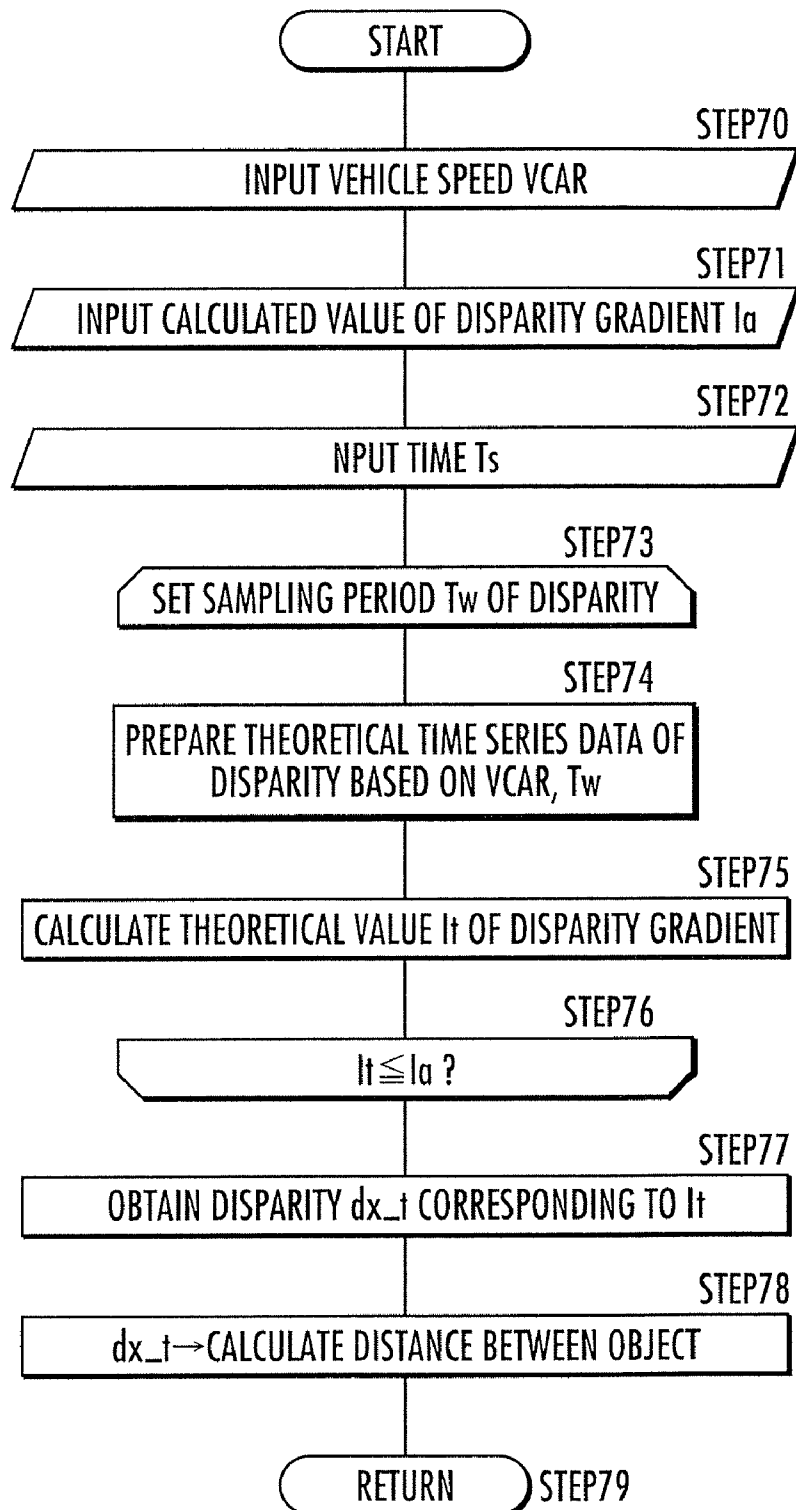 START
STEP70
INPUT VEHICLE SPEED VCAR
STEP71
INPUT CALCULATED VALUE OF DISPARITY GRADIENT Ia
STEP72
NPUT TIME Ts
STEP73
SET SAMPLING PERIOD Tw OF DISPARITY
STEP74
PREPARE THEORETICAL TIME SERIES DATA OF
DISPARITY BASED ON VCAR, Tw
STEP75
CALCULATE THEORETICAL VALUE It OF DISPARITY GRADIENT
STEP76
It≦Ia ?
STEP77
OBTAIN DISPARITY dx_t CORRESPONDING TO It
STEP78
dx_t→CALCULATE DISTANCE BETWEEN OBJECT
RETURN STEP79